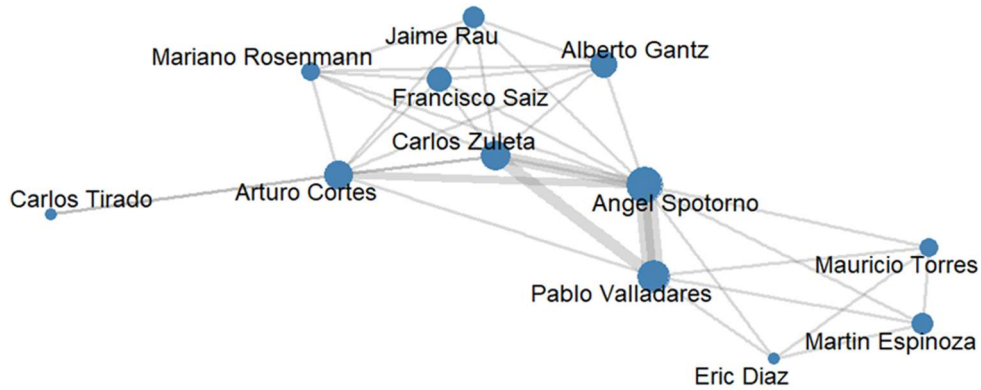 Jaime Rau
Alberto Gantz
Mariano Rosenmann
Francisco Saiz
Carlos Zuleta
Arturo Cortes
Carlos Tirado
Angel Spotorno
Mauricio Torres
Pablo Valladares
Martin Espinoza
Eric Diaz